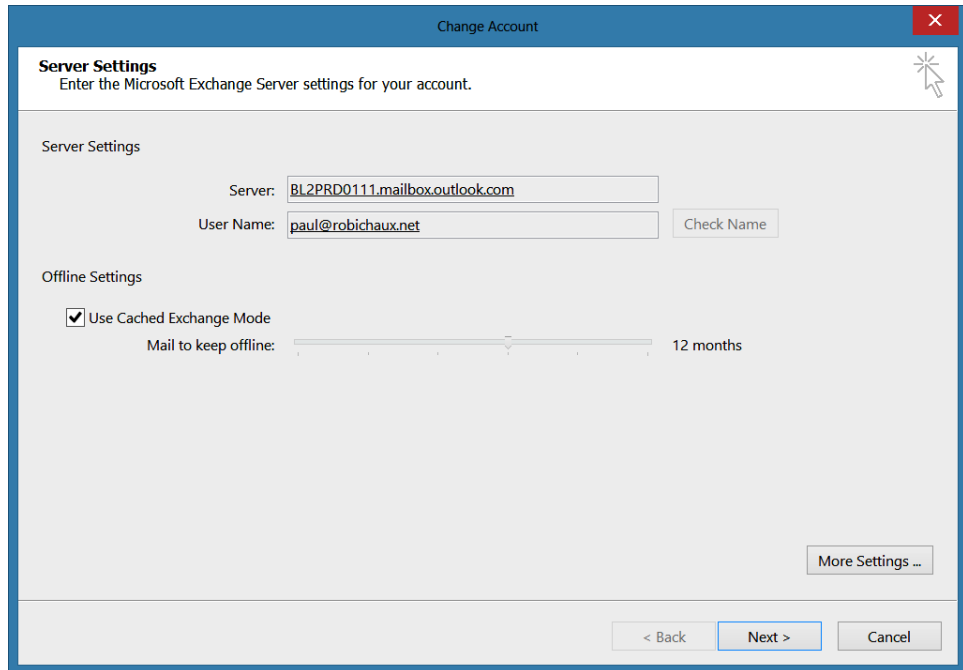 Change Account
Server Settings
Enter the Microsoft Exchange Server settings for your account.
Server Settings
Server: BL2PRD0111.mailbox.outlook.com
User Name: paul@robichaux.net Check Name
Offline Settings
Use Cached Exchange Mode
Mail to keep offline: 12 months
More Settings ...
< Back Next > Cancel